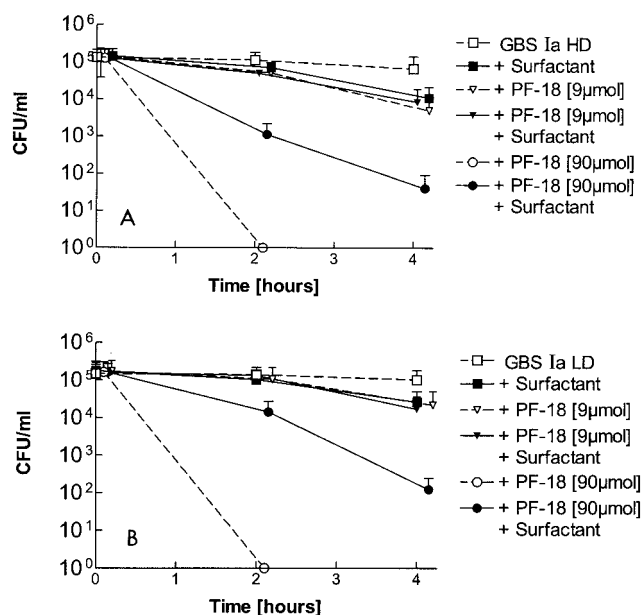 CFU/ml
10⁶
10⁵
10⁴
10³
10²
10¹
10⁰
A
0
1
2
3
4
Time [hours]
GBS Ia HD
+ Surfactant
+ PF-18 [9µmol]
+ PF-18 [9µmol]
+ Surfactant
+ PF-18 [90µmol]
+ PF-18 [90µmol]
+ Surfactant
CFU/ml
10⁶
10⁵
10⁴
10³
10²
10¹
10⁰
B
0
1
2
3
4
Time [hours]
GBS Ia LD
+ Surfactant
+ PF-18 [9µmol]
+ PF-18 [9µmol]
+ Surfactant
+ PF-18 [90µmol]
+ PF-18 [90µmol]
+ Surfactant